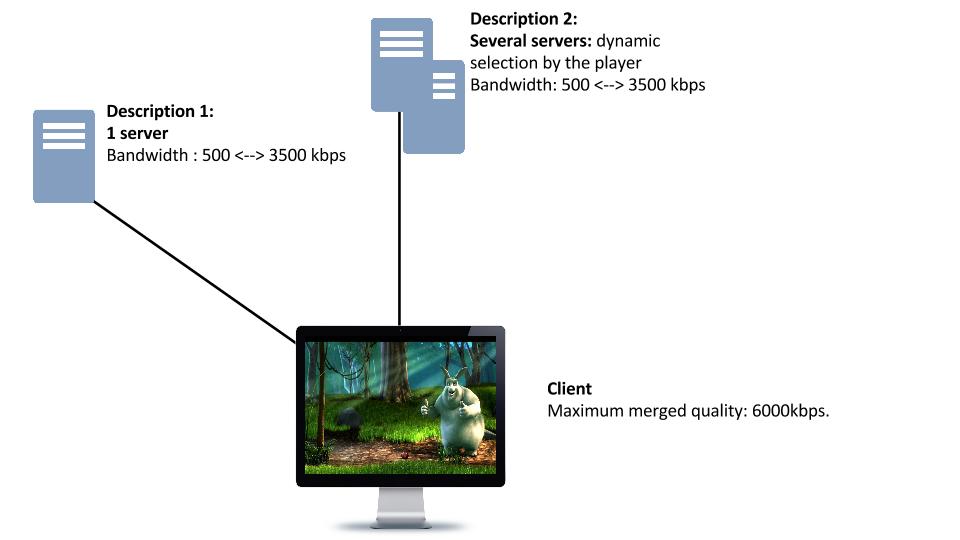 Description 2:
Several servers: dynamic
selection by the player
Bandwidth: 500 <--> 3500 kbps
Description 1:
1 server
Bandwidth : 500 <--> 3500 kbps
Client
Maximum merged quality: 6000kbps.